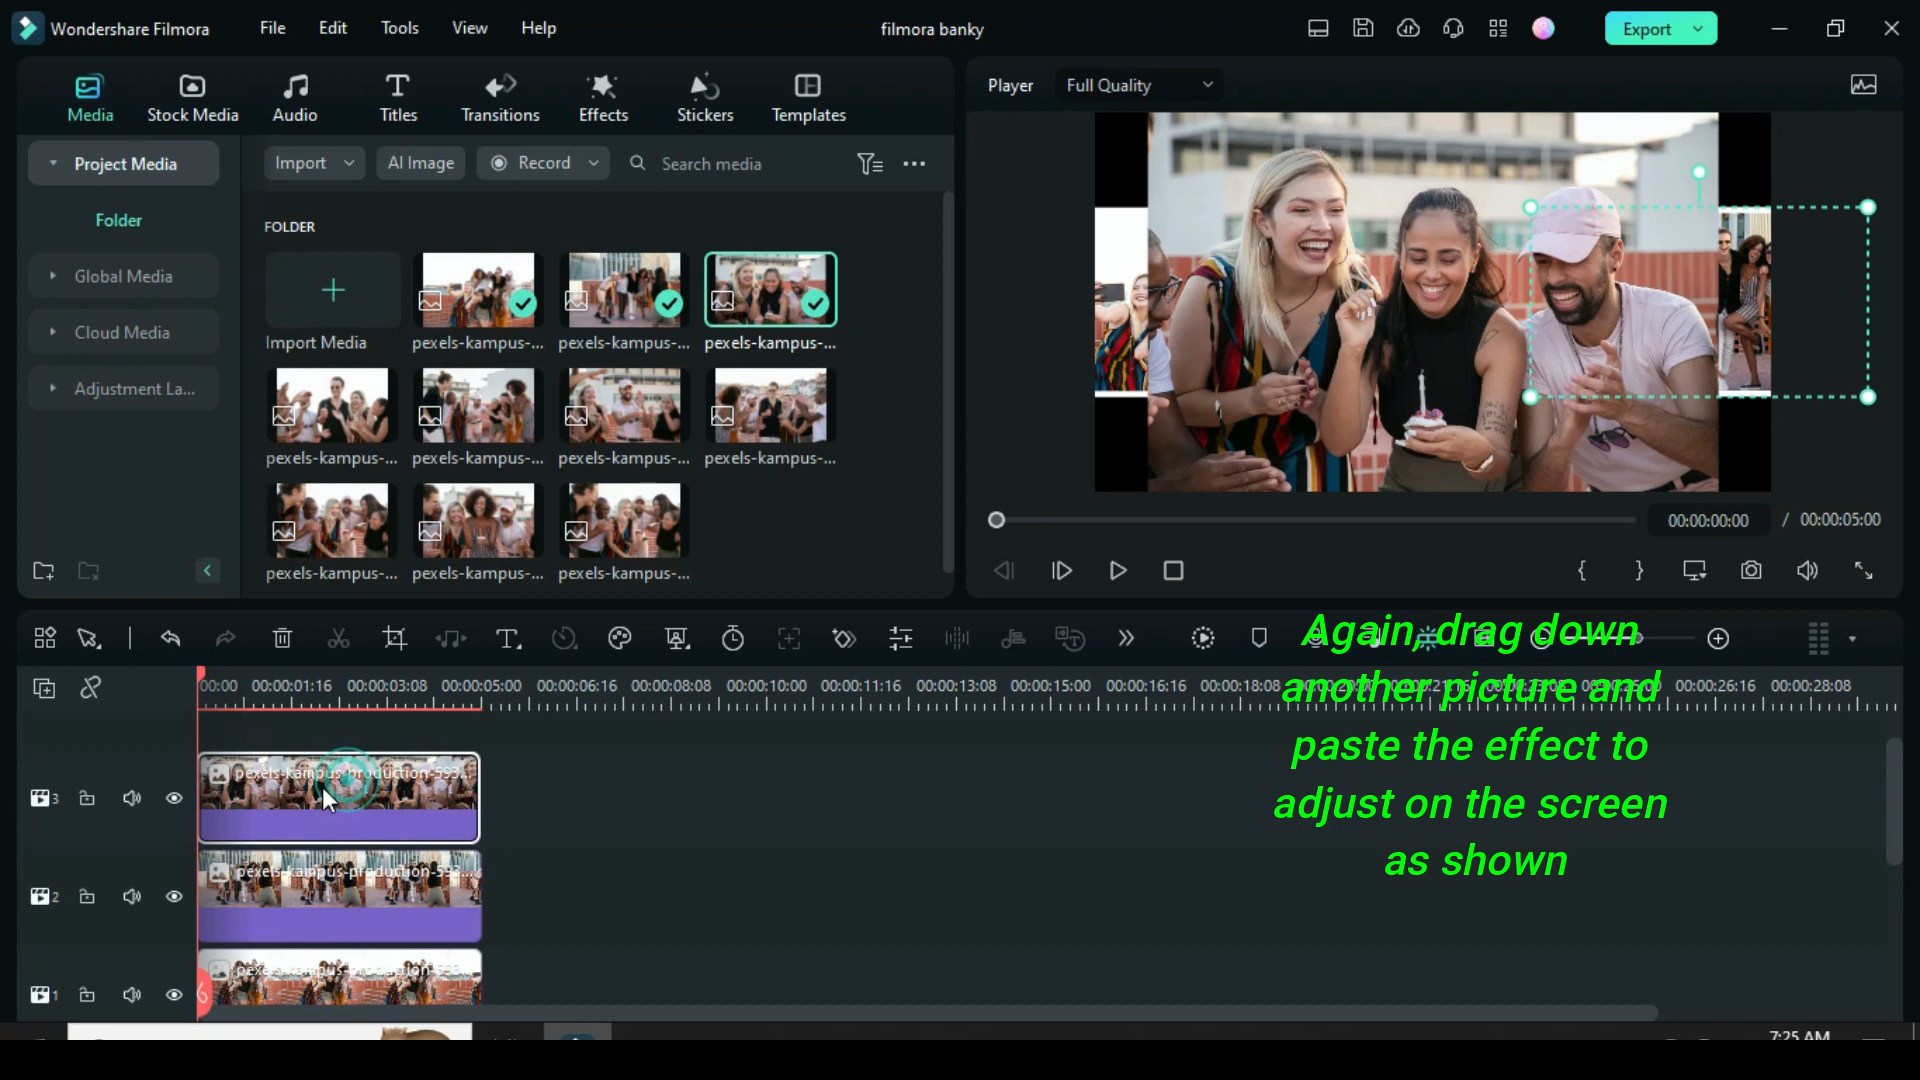 Wondershare Filmora
File
Edit
Tools
View
Help
filmora banky
Export
Media
Stock Media
Audio
Titles
Transitions
Effects
Stickers
Templates
Player
Full Quality
Project Media
Import
AI Image
Record
Search media
Folder
FOLDER
Global Media
Cloud Media
Adjustment La...
Import Media
pexels-kampus-...
pexels-kampus-...
pexels-kampus-...
pexels-kampus-...
pexels-kampus-...
pexels-kampus-...
pexels-kampus-...
pexels-kampus-...
pexels-kampus-...
pexels-kampus-...
00:00:00:00 / 00:00:05:00
{ }
Again, drag down
another picture and
paste the effect to
adjust on the screen
as shown
00:00 00:00:01:16 00:00:03:08 00:00:05:00 00:00:06:16 00:00:08:08 00:00:10:00 00:00:11:16 00:00:13:08 00:00:15:00 00:00:16:16 00:00:18:08 00:00:26:16 00:00:28:08
pexels-kampus-production-593...
3
pexels-kampus-production-593...
2
pexels-kampus-production-593...
1
7:25 AM